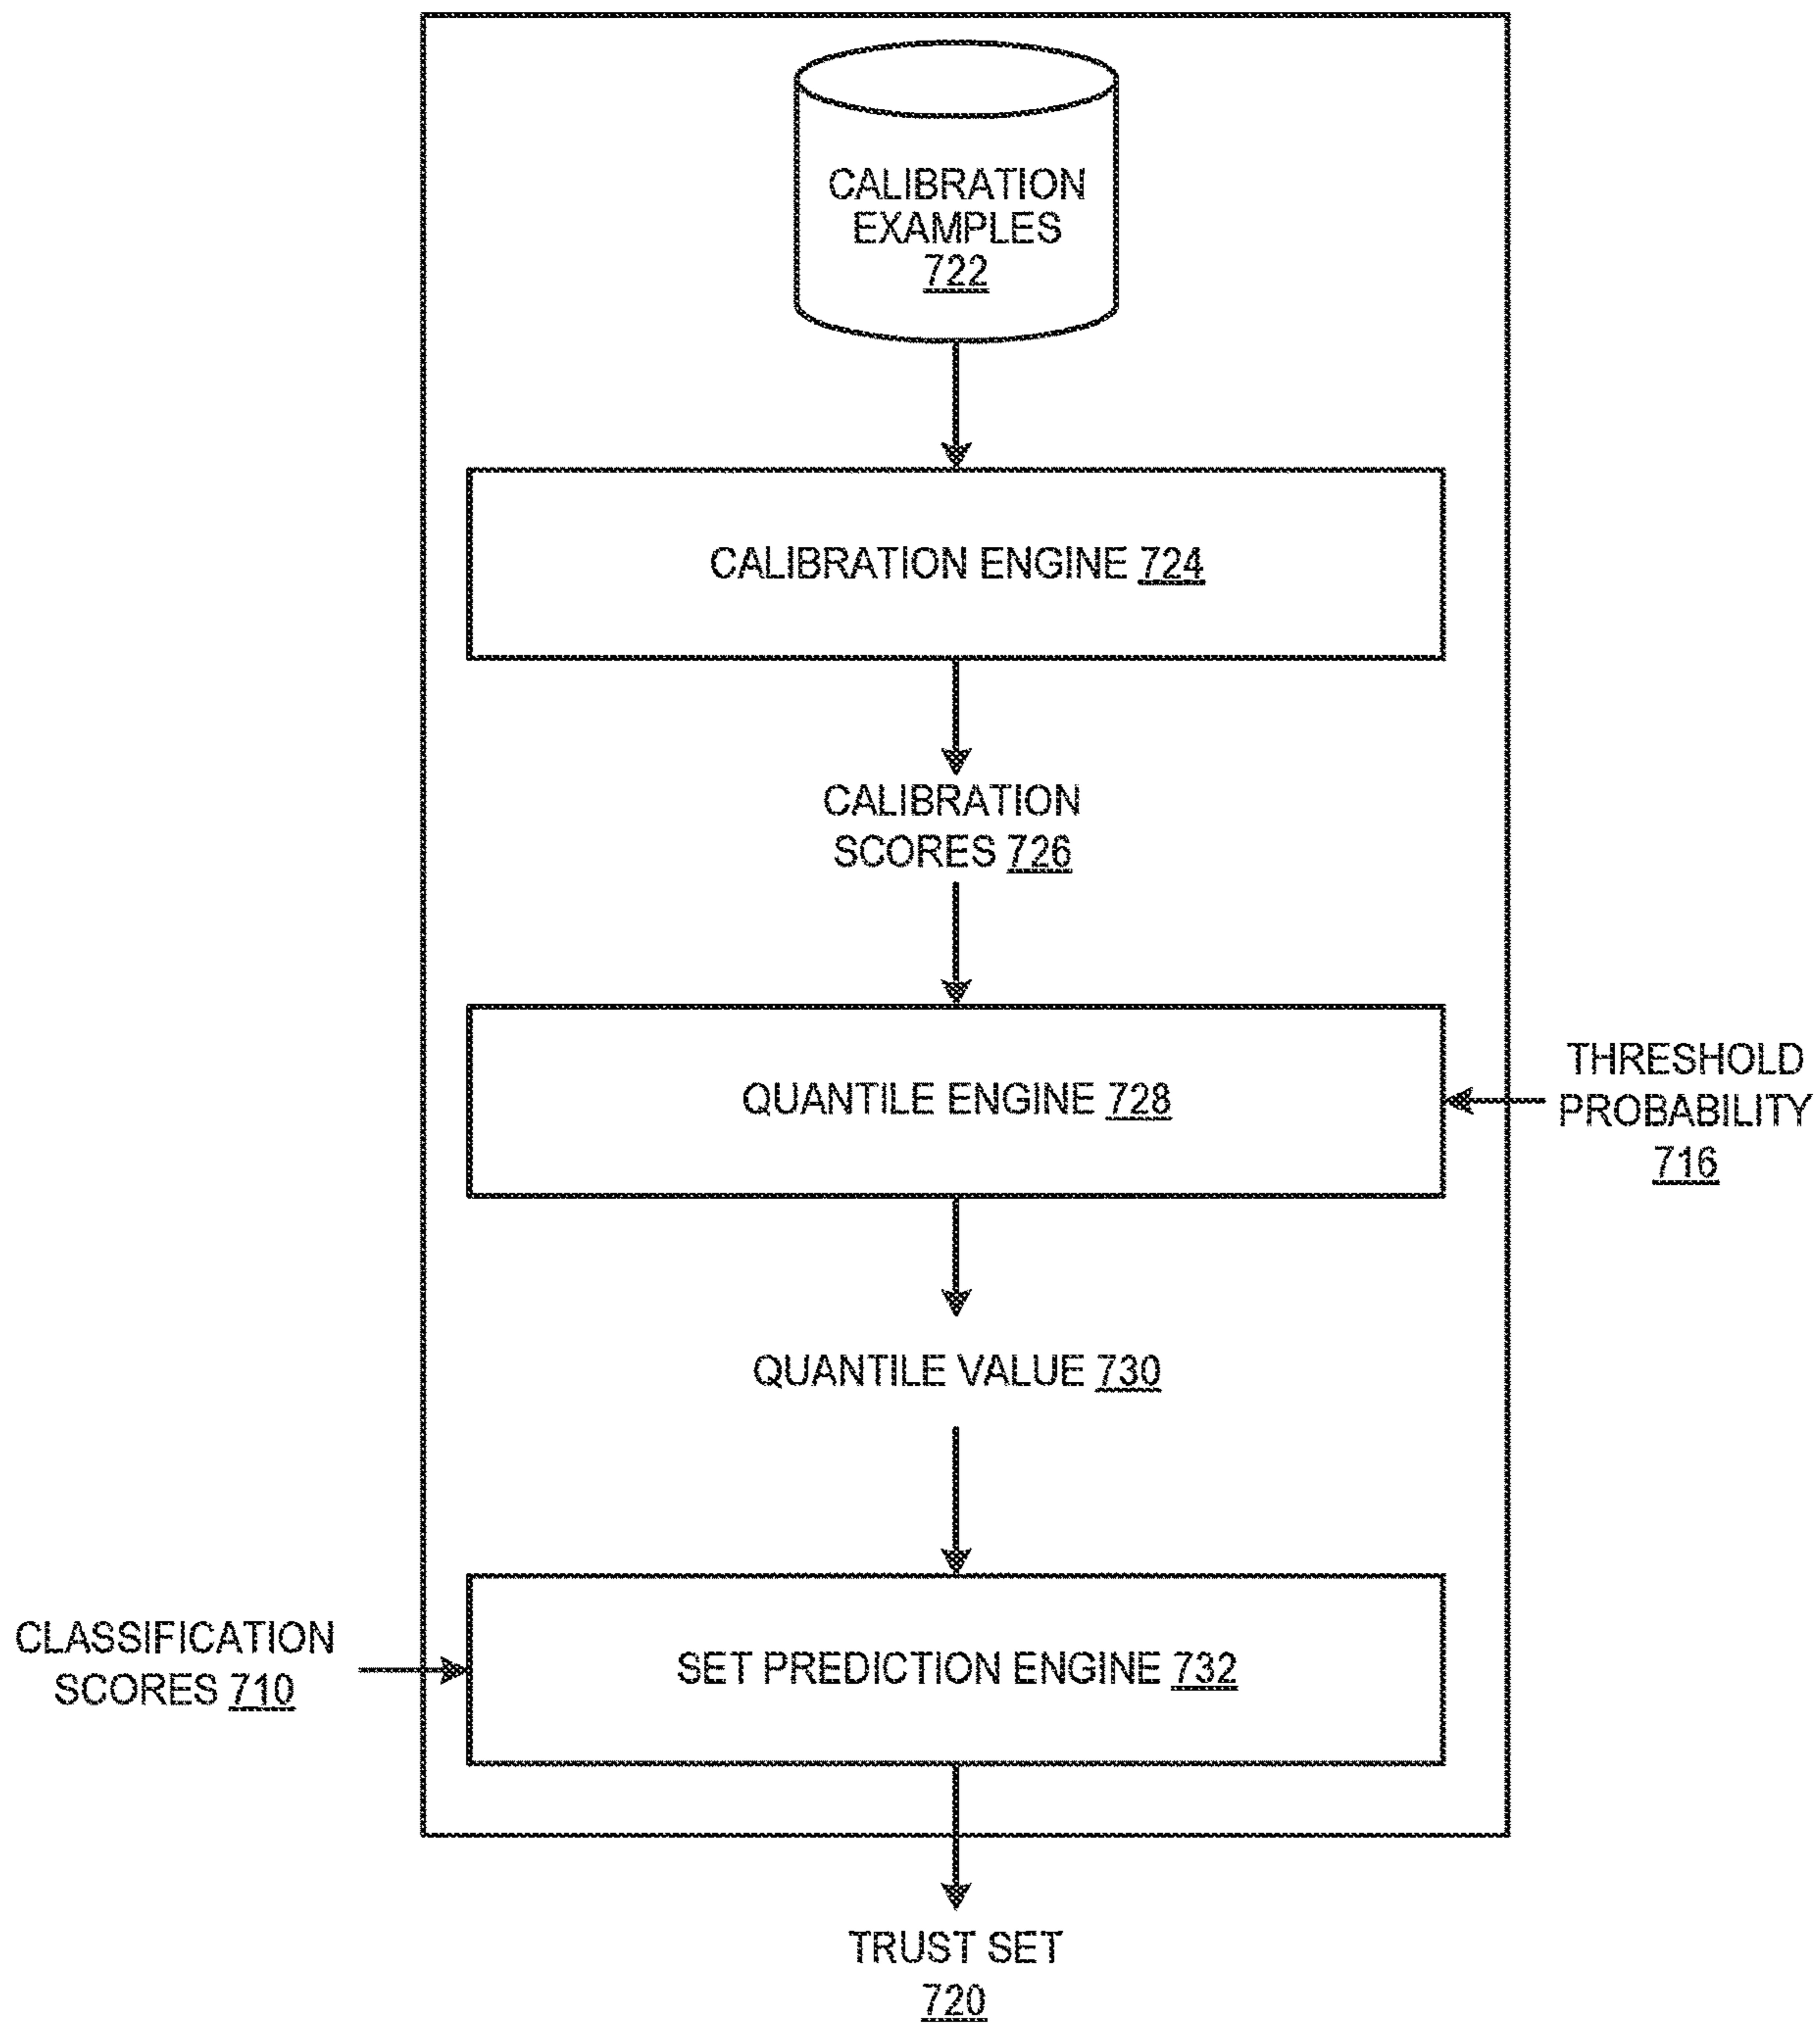 CALIBRATION
EXAMPLES
722
CALIBRATION ENGINE 724
CALIBRATION
SCORES 726
QUANTILE ENGINE 728
THRESHOLD
PROBABILITY
716
QUANTILE VALUE 730
CLASSIFICATION
SCORES 710
SET PREDICTION ENGINE 732
TRUST SET
720